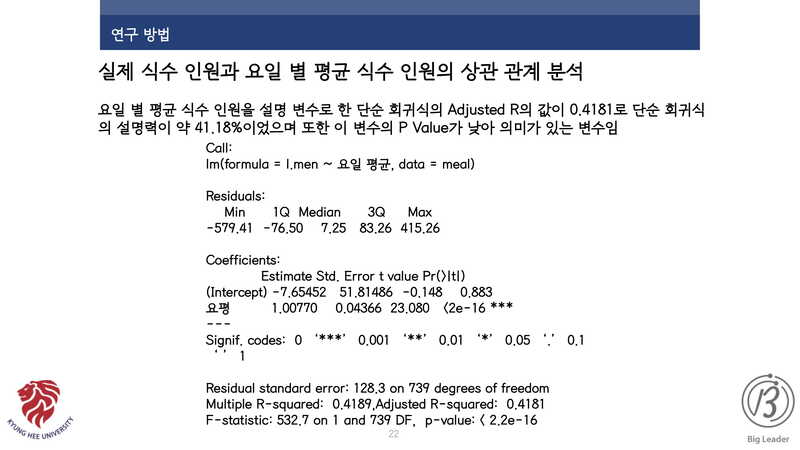 연구 방법
실제 식수 인원과 요일 별 평균 식수 인원의 상관 관계 분석
요일 별 평균 식수 인원을 설명 변수로 한 단순 회귀식의 Adjusted R의 값이 0.4181로 단순 회귀식
의 설명력이 약 41.18%이었으며 또한 이 변수의 P Value가 낮아 의미가 있는 변수임
Call:
lm(formula = l.men ~ 요일 평균, data = meal)
Residuals:
Min 1Q Median 3Q Max
-579.41 -76.50 7.25 83.26 415.26
Coefficients:
Estimate Std. Error t value Pr(>|t|)
(Intercept) -7.65452 51.81486 -0.148 0.883
요평 1.00770 0.04366 23.080 <2e-16 ***
---
Signif. codes: 0 ‘***’ 0.001 ‘**’ 0.01 ‘*’ 0.05 ‘.’ 0.1
‘ ’ 1
Residual standard error: 128.3 on 739 degrees of freedom
Multiple R-squared: 0.4189,Adjusted R-squared: 0.4181
F-statistic: 532.7 on 1 and 739 DF, p-value: < 2.2e-16
22
KYUNG HEE UNIVERSITY
Big Leader